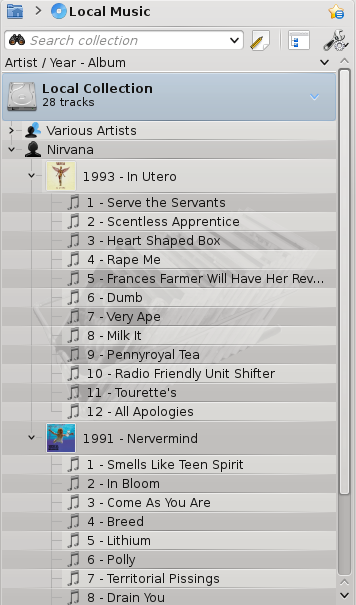 Local Music
Search collection
Artist / Year - Album
Local Collection
28 tracks
Various Artists
Nirvana
1993 - In Utero
1 - Serve the Servants
2 - Scentless Apprentice
3 - Heart Shaped Box
4 - Rape Me
5 - Frances Farmer Will Have Her Rev...
6 - Dumb
7 - Very Ape
8 - Milk It
9 - Pennyroyal Tea
10 - Radio Friendly Unit Shifter
11 - Tourette's
12 - All Apologies
1991 - Nervermind
1 - Smells Like Teen Spirit
2 - In Bloom
3 - Come As You Are
4 - Breed
5 - Lithium
6 - Polly
7 - Territorial Pissings
8 - Drain You